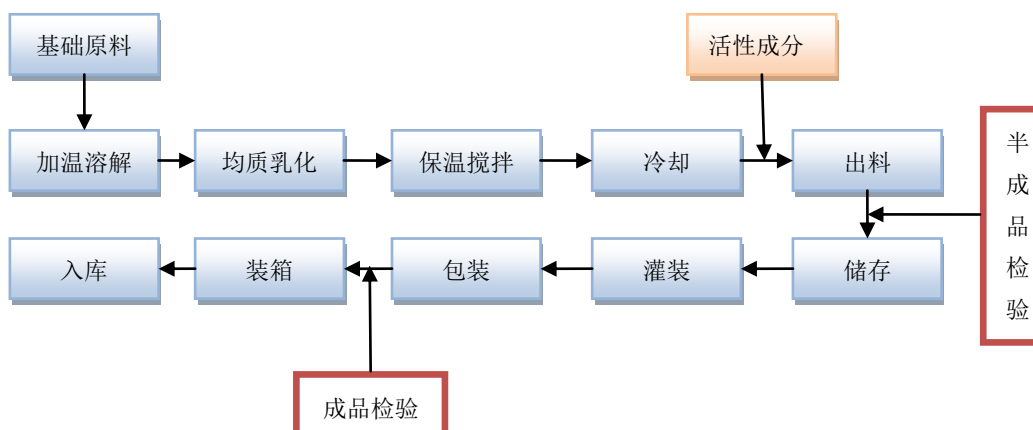 基础原料
活性成分
加温溶解
均质乳化
保温搅拌
冷却
出料
半
成
品
检
验
入库
装箱
包装
灌装
储存
成品检验